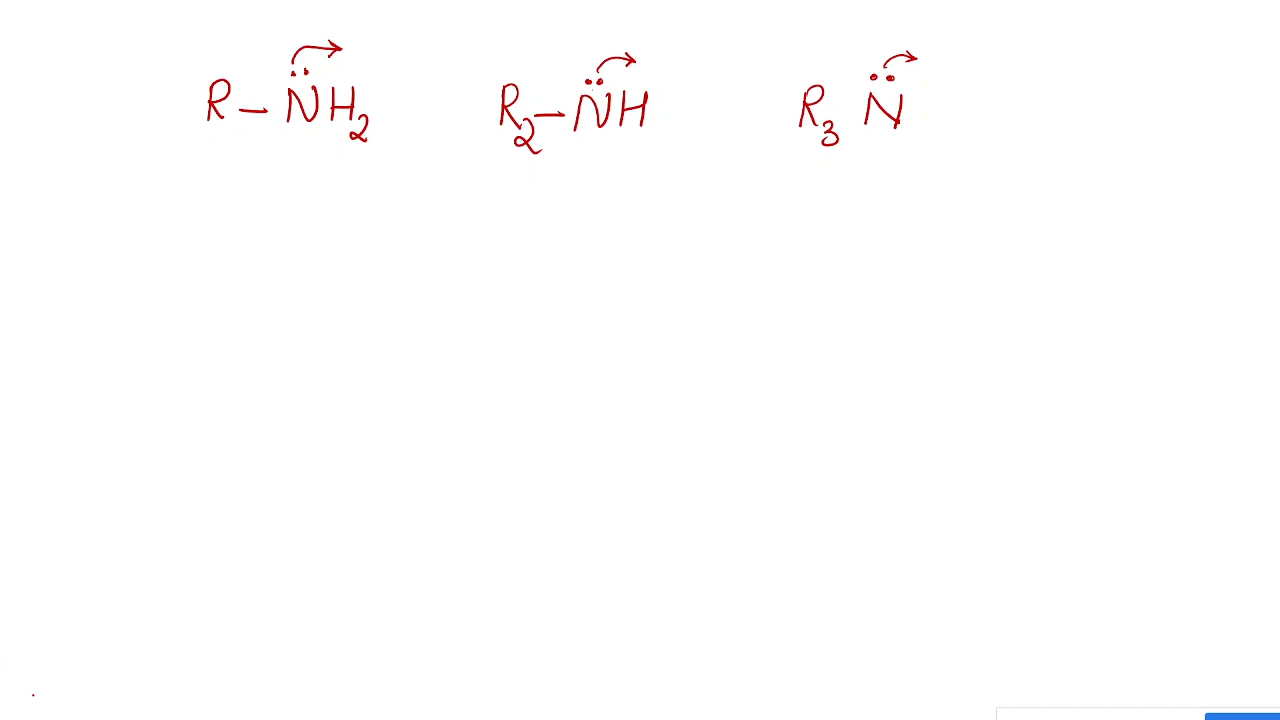 R – N̈H₂ R₂ – N̈H R₃ N̈